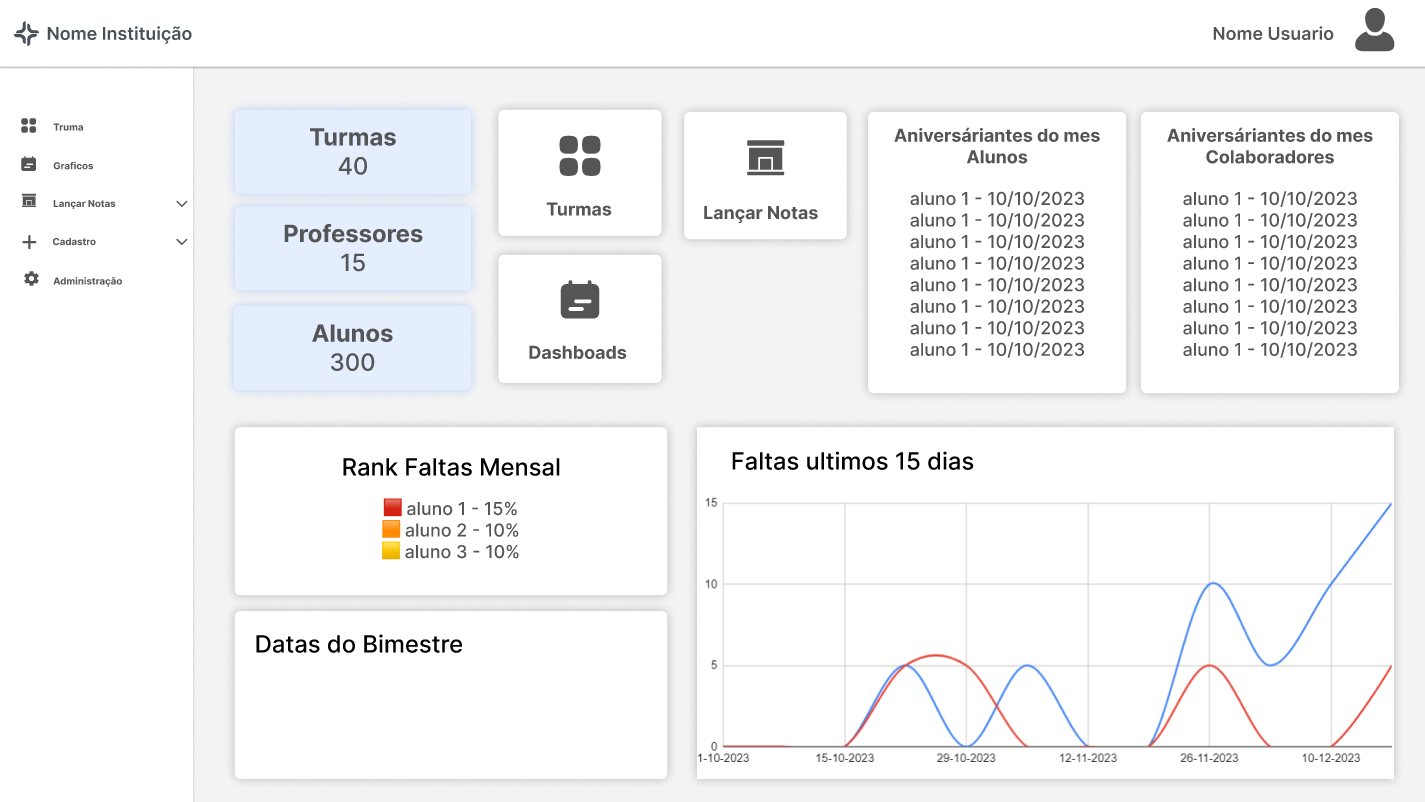 Nome Instituição
Nome Usuario
Truma
Graficos
Lançar Notas
Cadastro
Administração
Turmas
40
Professores
15
Alunos
300
Turmas
Dashboads
Lançar Notas
Aniversáriantes do mes
Alunos
aluno 1 - 10/10/2023
aluno 1 - 10/10/2023
aluno 1 - 10/10/2023
aluno 1 - 10/10/2023
aluno 1 - 10/10/2023
aluno 1 - 10/10/2023
aluno 1 - 10/10/2023
aluno 1 - 10/10/2023
Aniversáriantes do mes
Colaboradores
aluno 1 - 10/10/2023
aluno 1 - 10/10/2023
aluno 1 - 10/10/2023
aluno 1 - 10/10/2023
aluno 1 - 10/10/2023
aluno 1 - 10/10/2023
aluno 1 - 10/10/2023
aluno 1 - 10/10/2023
Rank Faltas Mensal
aluno 1 - 15%
aluno 2 - 10%
aluno 3 - 10%
Datas do Bimestre
Faltas ultimos 15 dias
15
10
5
0
1-10-2023 15-10-2023 29-10-2023 12-11-2023 26-11-2023 10-12-2023